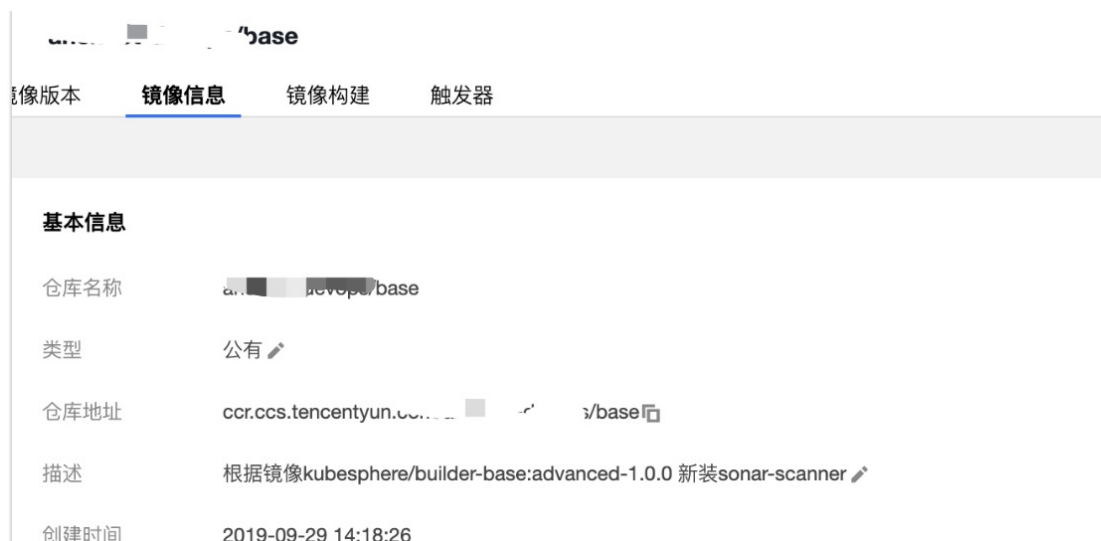 /base
镜像版本 镜像信息 镜像构建 触发器
基本信息
仓库名称 /base
类型 公有
仓库地址 ccr.ccs.tencentyun. /base
描述 根据镜像kubesphere/builder-base:advanced-1.0.0 新装sonar-scanner
创建时间 2019-09-29 14:18:26